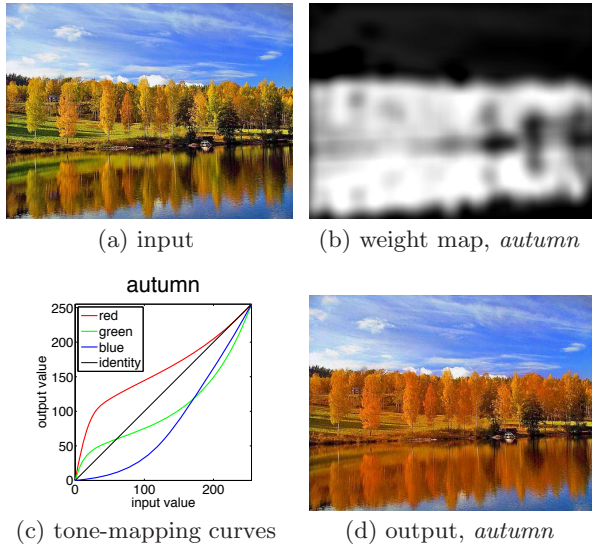 (a) input
(b) weight map, autumn
autumn
red
green
blue
identity
output value
250
200
150
100
50
0
0
100
200
input value
(c) tone-mapping curves
(d) output, autumn